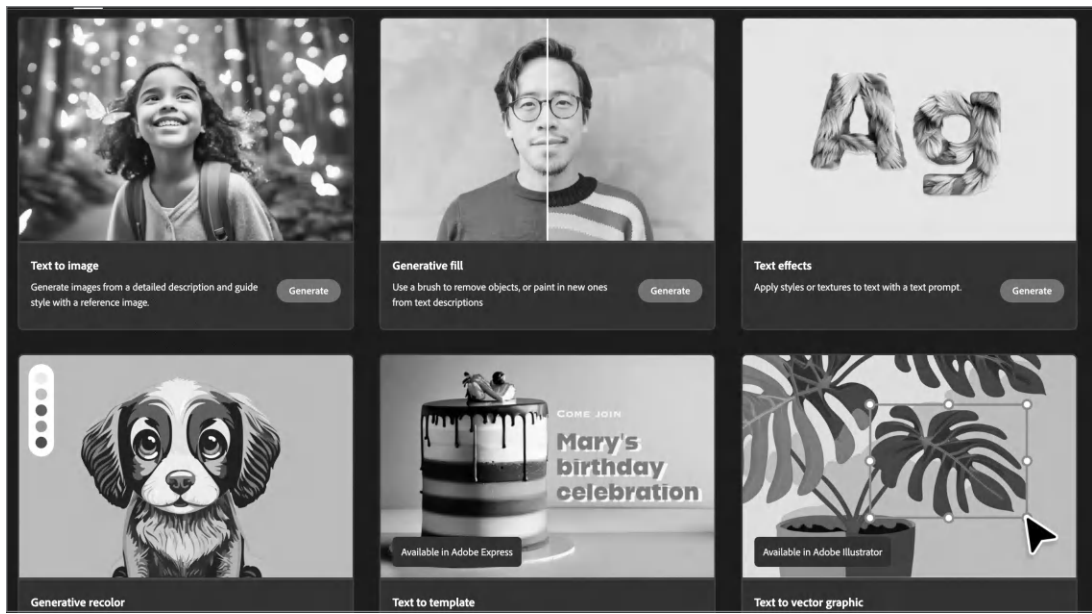 Text to image
Generate images from a detailed description and guide
style with a reference image.
Generate
Generative fill
Use a brush to remove objects, or paint in new ones
from text descriptions
Generate
Ag
Text effects
Apply styles or textures to text with a text prompt.
Generate
Generative recolor
COME JOIN
Mary's
birthday
celebration
Available in Adobe Express
Text to template
Available in Adobe Illustrator
Text to vector graphic